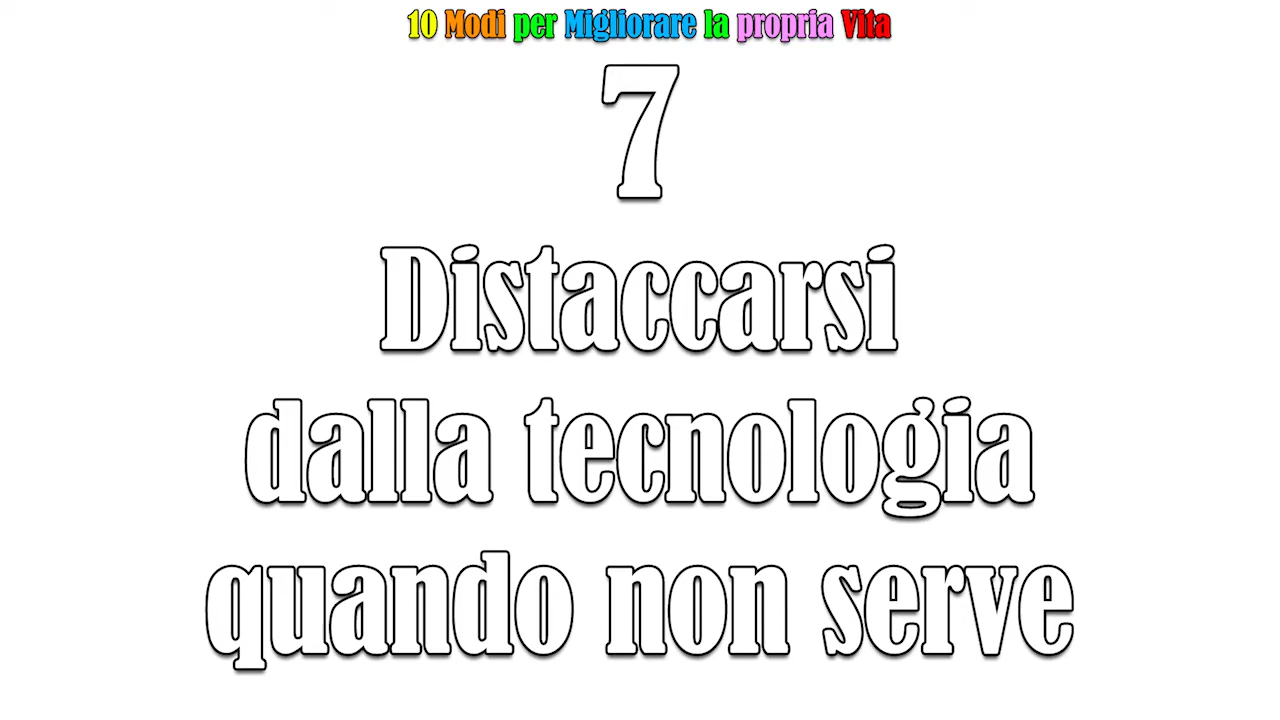 10 Modi per Migliorare la propria Vita
7
Distaccarsi
dalla tecnologia
quando non serve